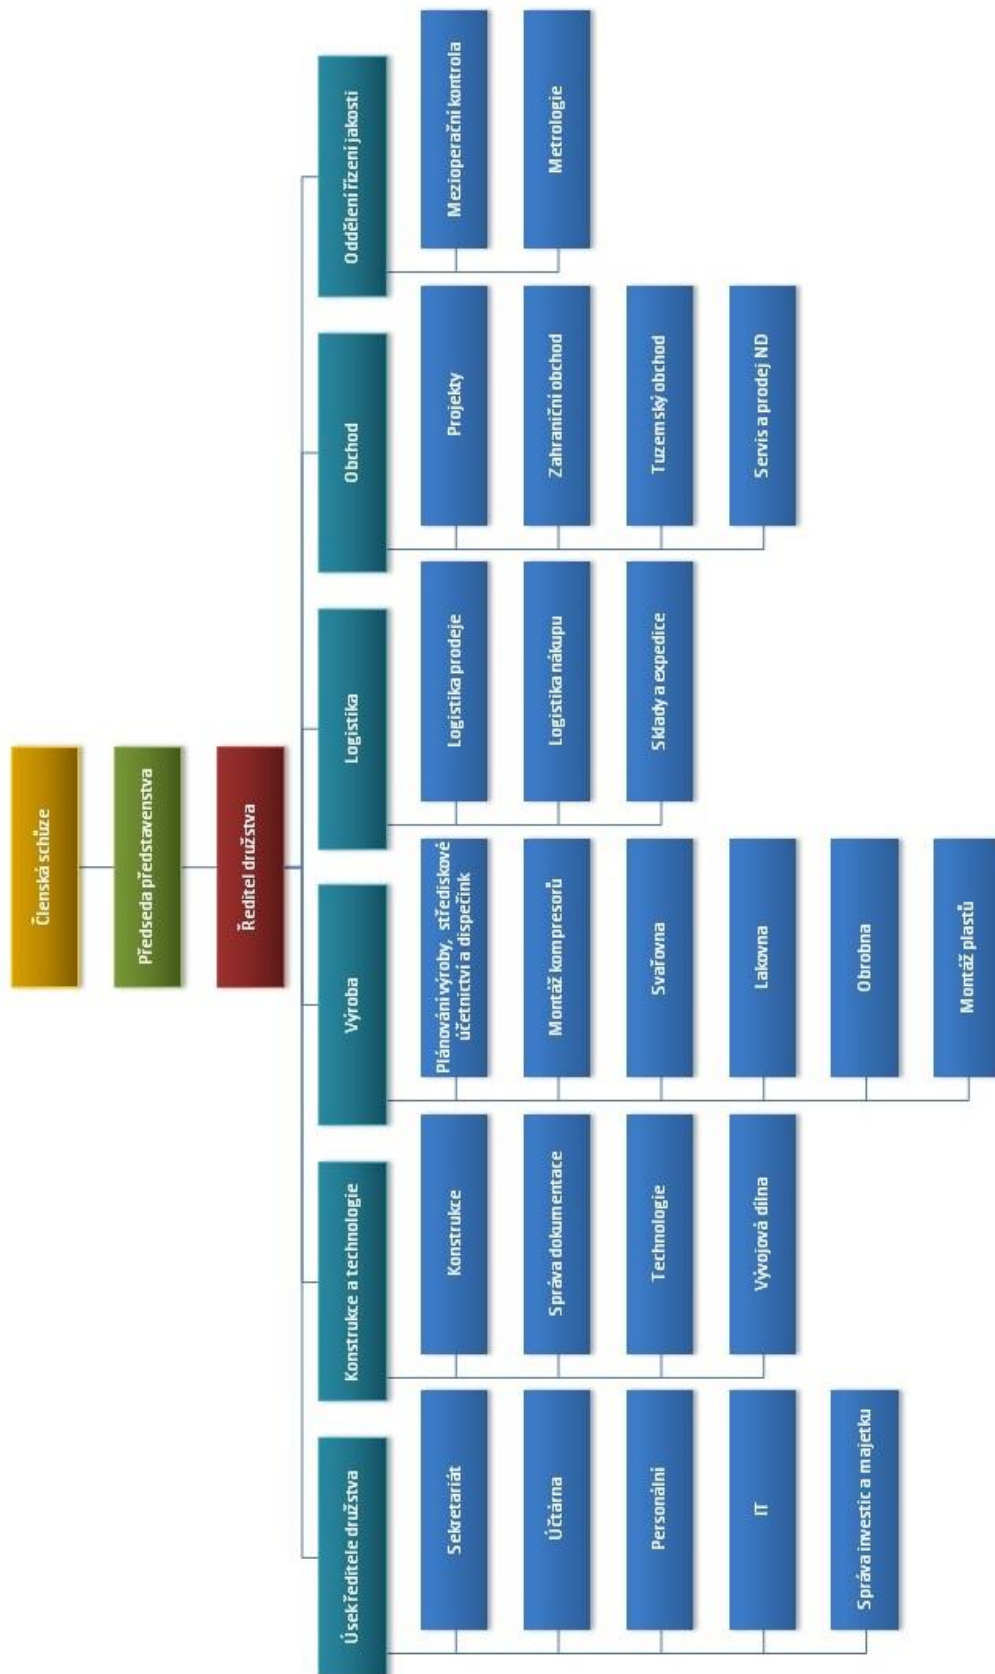 Členská schůze
Předseda představenstva
Ředitel družstva
Úsek ředitele družstva
Sekretariát
Účtárna
Personální
IT
Správa investic a majetku
Konstrukce a technologie
Konstrukce
Správa dokumentace
Technologie
Vývojová dílna
Výroba
Plánování výroby, střediskové
účetnictví a dispečink
Montáž kompresorů
Svařovna
Lakovna
Obrobna
Montáž plastů
Logistika
Logistika prodeje
Logistika nákupu
Sklady a expedice
Obchod
Projekty
Zahraniční obchod
Tuzemský obchod
Servis a prodej ND
Oddělení řízení jakosti
Mezioperační kontrola
Metrologie